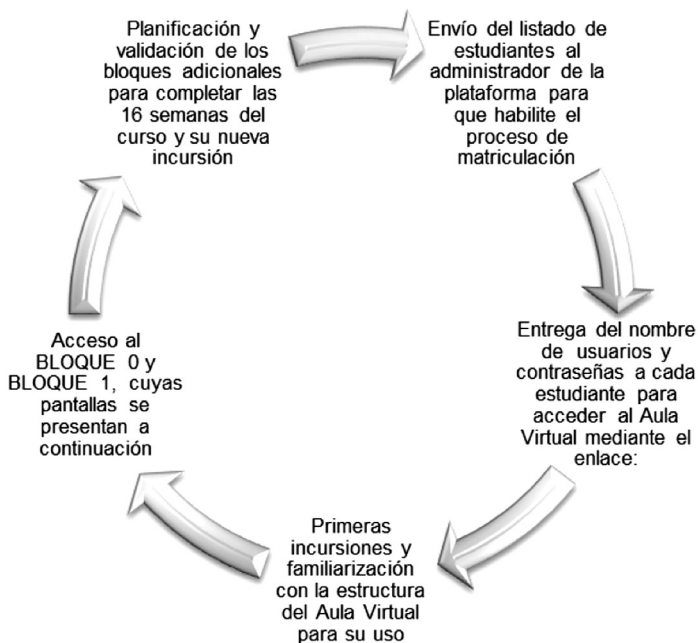 Planificación y
validación de los
bloques adicionales
para completar las
16 semanas del
curso y su nueva
incursión
Envío del listado de
estudiantes al
administrador de la
plataforma para
que habilite el
proceso de
matriculación
Entrega del nombre
de usuarios y
contraseñas a cada
estudiante para
acceder al Aula
Virtual mediante el
enlace:
Primeras
incursiones y
familiarización
con la estructura
del Aula Virtual
para su uso
Acceso al
BLOQUE 0 y
BLOQUE 1, cuyas
pantallas se
presentan a
continuación